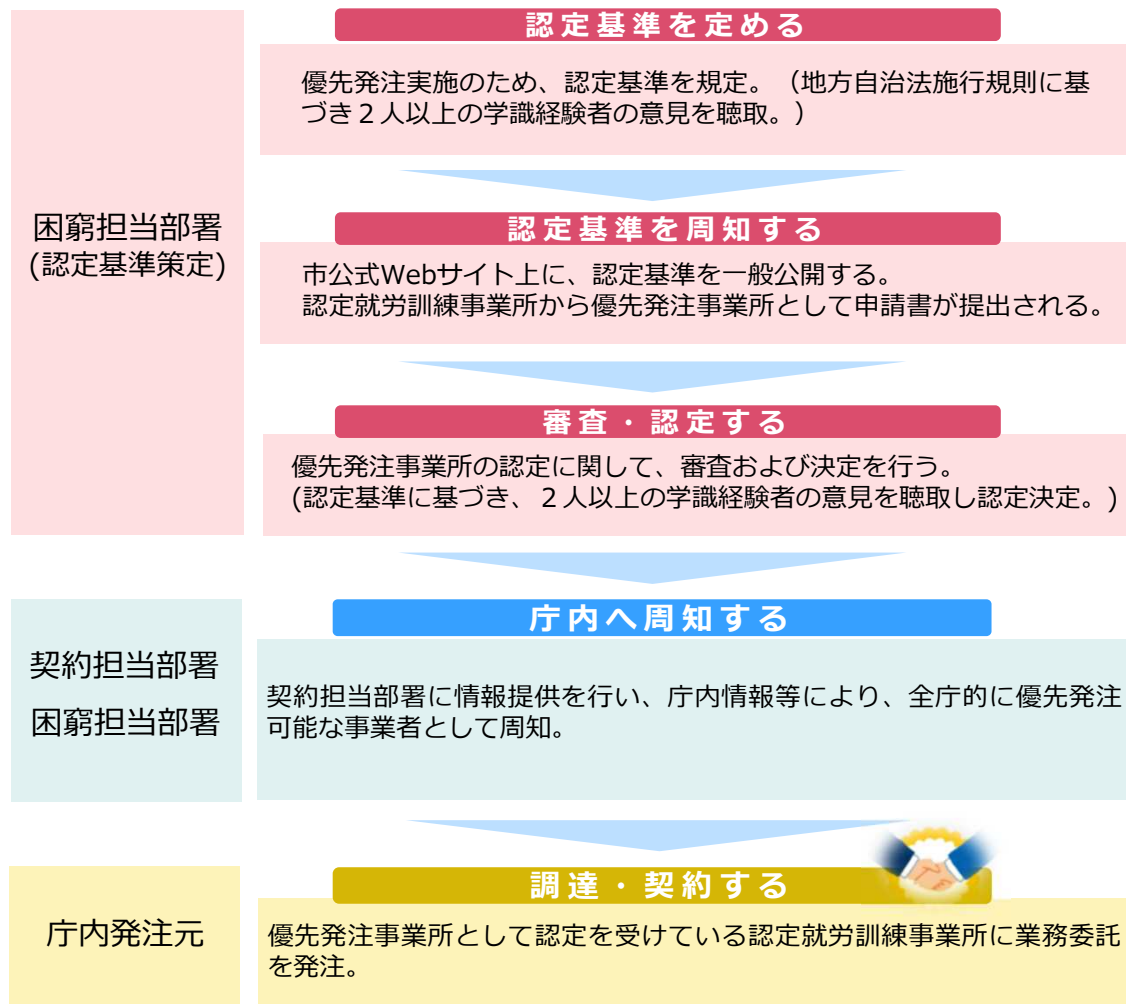 認定基準を定める
優先発注実施のため、認定基準を規定。（地方自治法施行規則に基
づき２人以上の学識経験者の意見を聴取。）
困窮担当部署
(認定基準策定)
認定基準を周知する
市公式Webサイト上に、認定基準を一般公開する。
認定就労訓練事業所から優先発注事業所として申請書が提出される。
審査・認定する
優先発注事業所の認定に関して、審査および決定を行う。
(認定基準に基づき、２人以上の学識経験者の意見を聴取し認定決定。)
庁内へ周知する
契約担当部署
困窮担当部署
契約担当部署に情報提供を行い、庁内情報等により、全庁的に優先発注
可能な事業者として周知。
調達・契約する
庁内発注元
優先発注事業所として認定を受けている認定就労訓練事業所に業務委託
を発注。